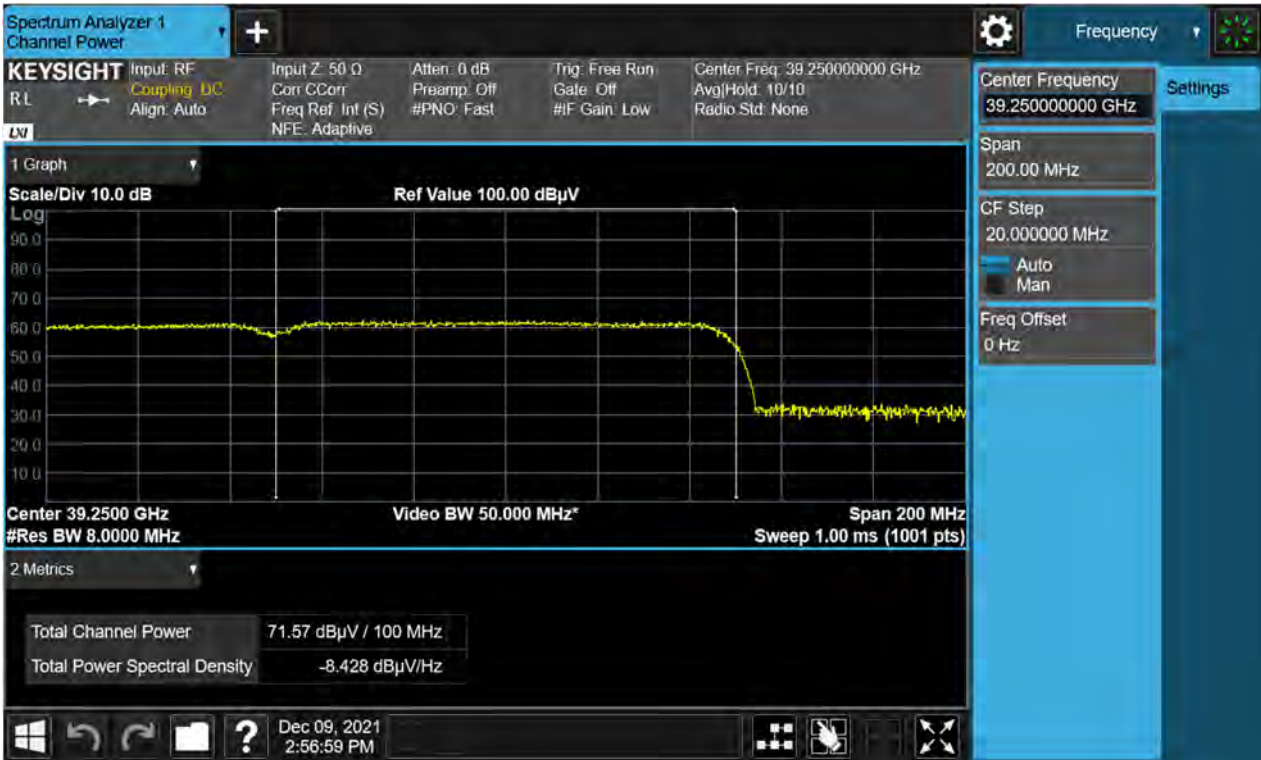 Spectrum Analyzer 1
Channel Power
+
Frequency
KEYSIGHT
RL
LXI
Input: RF
Coupling: DC
Align: Auto
Input Z: 50 Ω
Corr CCorr
Freq Ref: Int (S)
NFE: Adaptive
Atten: 0 dB
Preamp: Off
#PNO: Fast
Trig: Free Run
Gate: Off
#IF Gain: Low
Center Freq: 39.250000000 GHz
Avg|Hold: 10/10
Radio Std: None
Center Frequency
39.250000000 GHz
Settings
Span
200.00 MHz
CF Step
20.000000 MHz
Auto
Man
Freq Offset
0 Hz
1 Graph
Scale/Div 10.0 dB
Ref Value 100.00 dBµV
Log
90.0
80.0
70.0
60.0
50.0
40.0
30.0
20.0
10.0
Center 39.2500 GHz
Video BW 50.000 MHz*
Span 200 MHz
#Res BW 8.0000 MHz
Sweep 1.00 ms (1001 pts)
2 Metrics
Total Channel Power
71.57 dBµV / 100 MHz
Total Power Spectral Density
-8.428 dBµV/Hz
?
Dec 09, 2021
2:56:59 PM